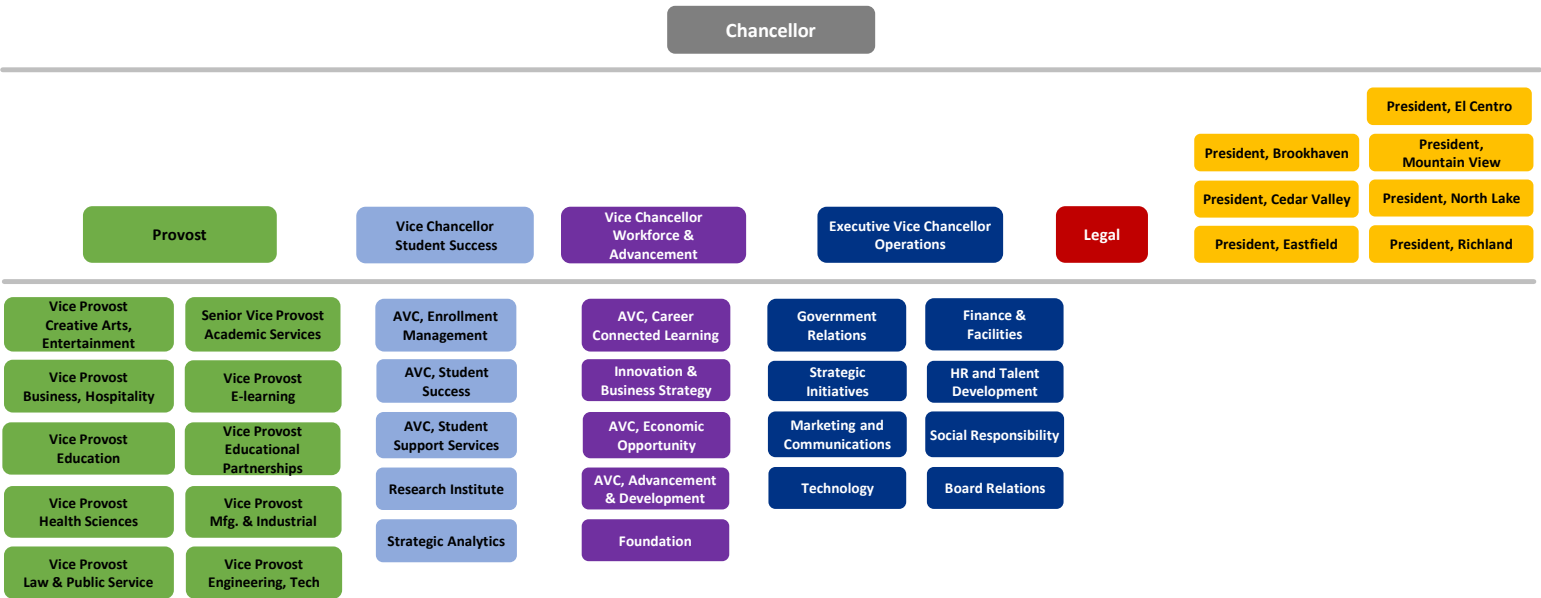 Chancellor
President, El Centro
President, Brookhaven
President,
Mountain View
President, Cedar Valley
President, North Lake
President, Eastfield
President, Richland
Provost
Vice Chancellor
Student Success
Vice Chancellor
Workforce &
Advancement
Executive Vice Chancellor
Operations
Legal
Vice Provost
Creative Arts,
Entertainment
Senior Vice Provost
Academic Services
Vice Provost
Business, Hospitality
Vice Provost
E-learning
Vice Provost
Education
Vice Provost
Educational
Partnerships
Vice Provost
Health Sciences
Vice Provost
Mfg. & Industrial
Vice Provost
Law & Public Service
Vice Provost
Engineering, Tech
AVC, Enrollment
Management
AVC, Student
Success
AVC, Student
Support Services
Research Institute
Strategic Analytics
AVC, Career
Connected Learning
Innovation &
Business Strategy
AVC, Economic
Opportunity
AVC, Advancement
& Development
Foundation
Government
Relations
Finance &
Facilities
Strategic
Initiatives
HR and Talent
Development
Marketing and
Communications
Social Responsibility
Technology
Board Relations